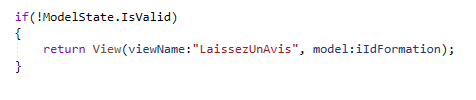 if(!ModelState.IsValid)
{
return View(viewName:"LaissezUnAvis", model:iIdFormation);
}